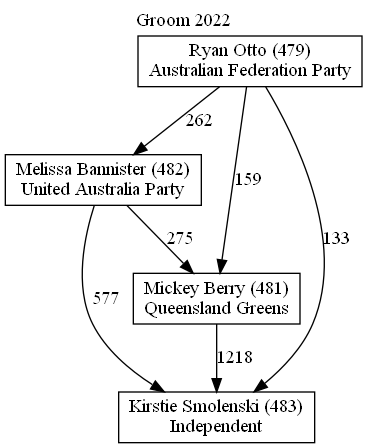 Groom 2022
Ryan Otto (479)
Australian Federation Party
262
Melissa Bannister (482)
United Australia Party
159
133
275
577
Mickey Berry (481)
Queensland Greens
1218
Kirstie Smolenski (483)
Independent